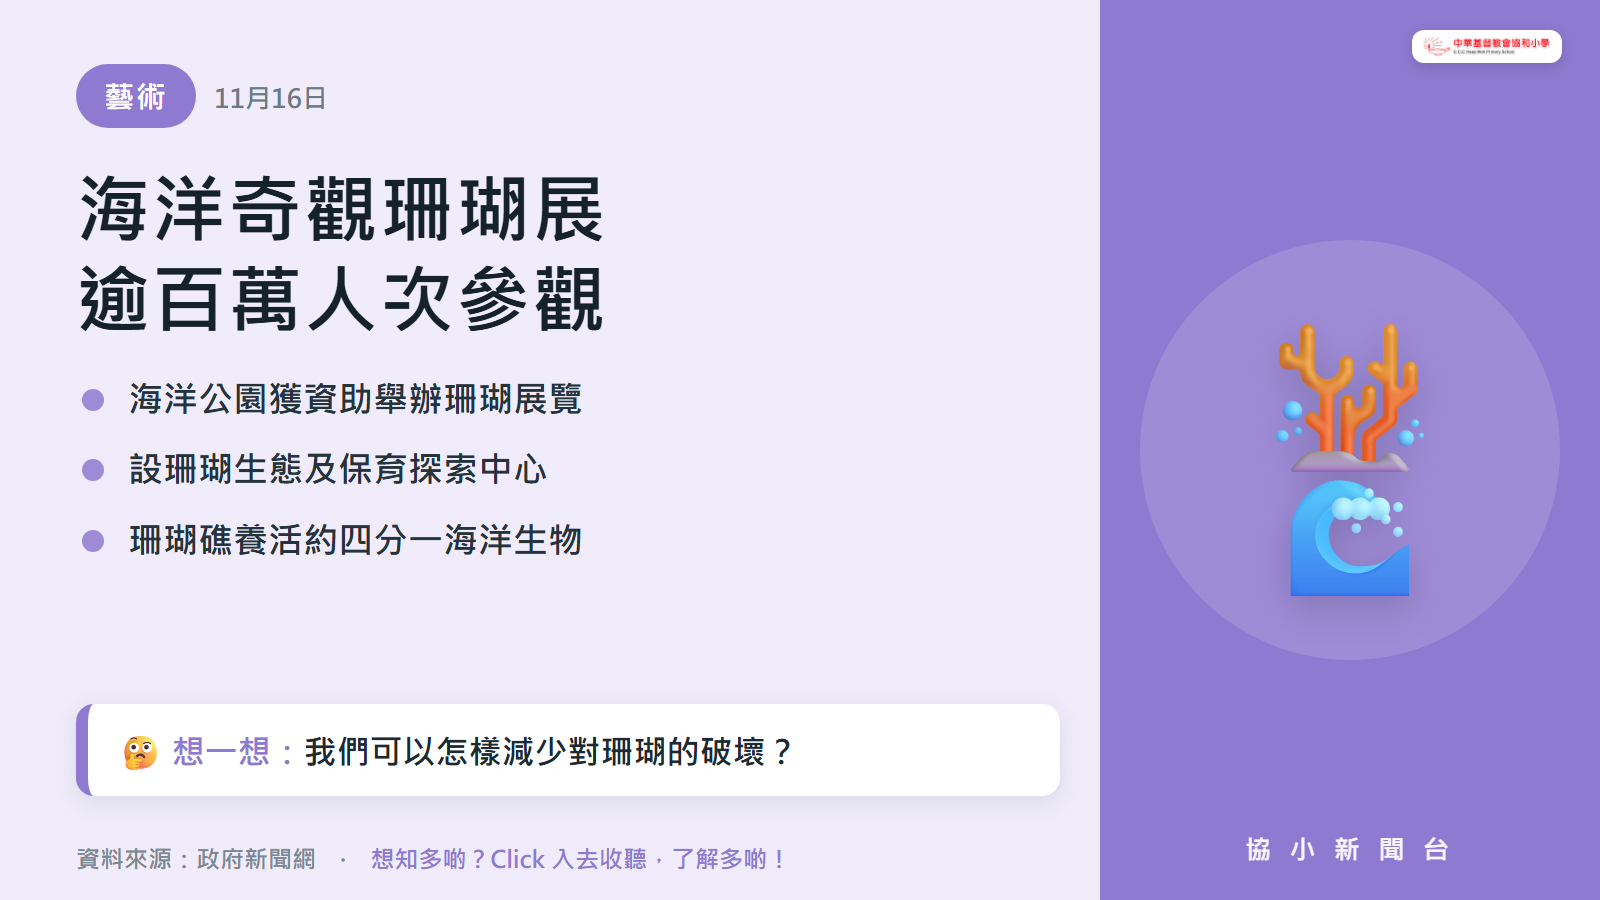 中華基督教會協和小學
藝術
11月16日
海洋奇觀珊瑚展
逾百萬人次參觀
海洋公園獲資助舉辦珊瑚展覽
設珊瑚生態及保育探索中心
珊瑚礁養活約四分一海洋生物
想一想：我們可以怎樣減少對珊瑚的破壞？
資料來源：政府新聞網 · 想知多啲？Click 入去收聽，了解多啲！
協小新聞台